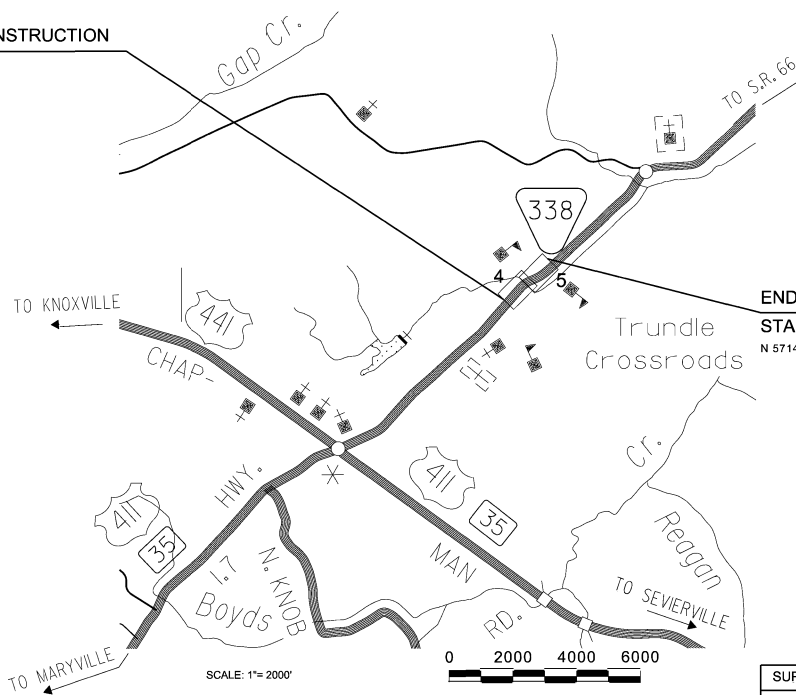 NSTRUCTION
Gap Cr.
TO S.R. 66
338
4
5
TO KNOXVILLE
441
END
STA
N 5714
Trundle
Crossroads
CHAP-
HWY.
411
35
411
35
MAN
Cr.
Reagan
1.7
Boyds
N. KNOB
RD.
TO SEVIERVILLE
TO MARYVILLE
SCALE: 1"= 2000'
0 2000 4000 6000
SUR